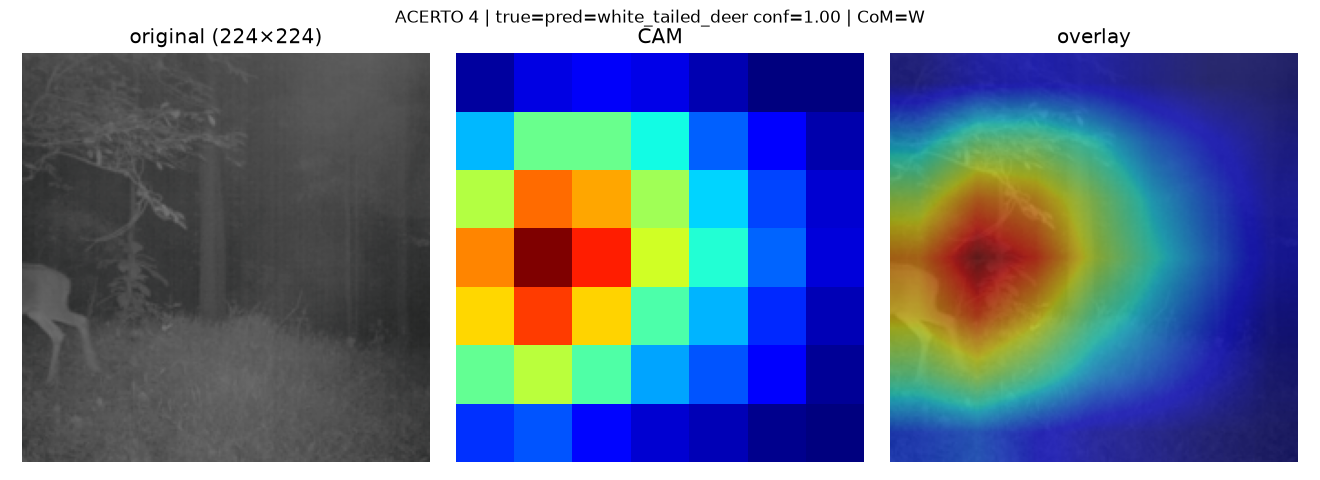 ACERTO 4 | true=pred=white_tailed_deer conf=1.00 | CoM=W
original (224×224)
CAM
overlay